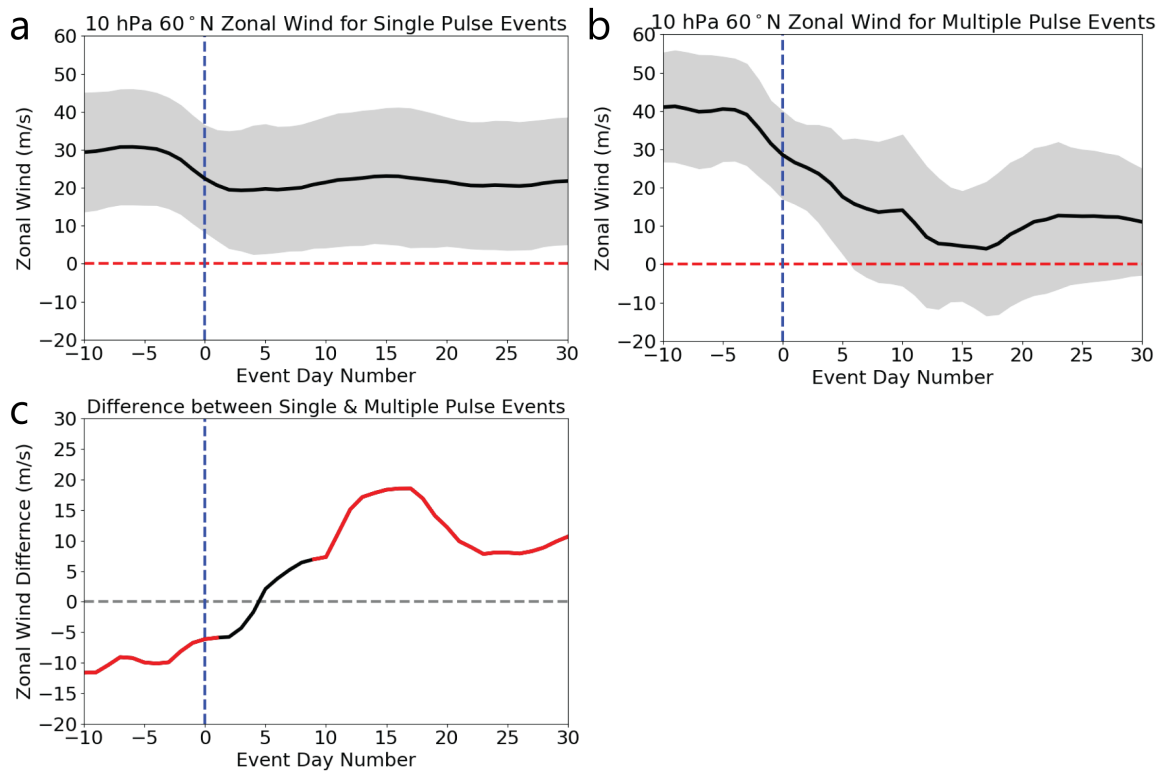 a
10 hPa 60°N Zonal Wind for Single Pulse Events
60
50
40
30
20
10
0
−10
−20
Zonal Wind (m/s)
−10 −5 0 5 10 15 20 25 30
Event Day Number
b
10 hPa 60°N Zonal Wind for Multiple Pulse Events
60
50
40
30
20
10
0
−10
−20
Zonal Wind (m/s)
−10 −5 0 5 10 15 20 25 30
Event Day Number
c
Difference between Single & Multiple Pulse Events
30
25
20
15
10
5
0
−5
−10
−15
−20
Zonal Wind Differnce (m/s)
−10 −5 0 5 10 15 20 25 30
Event Day Number